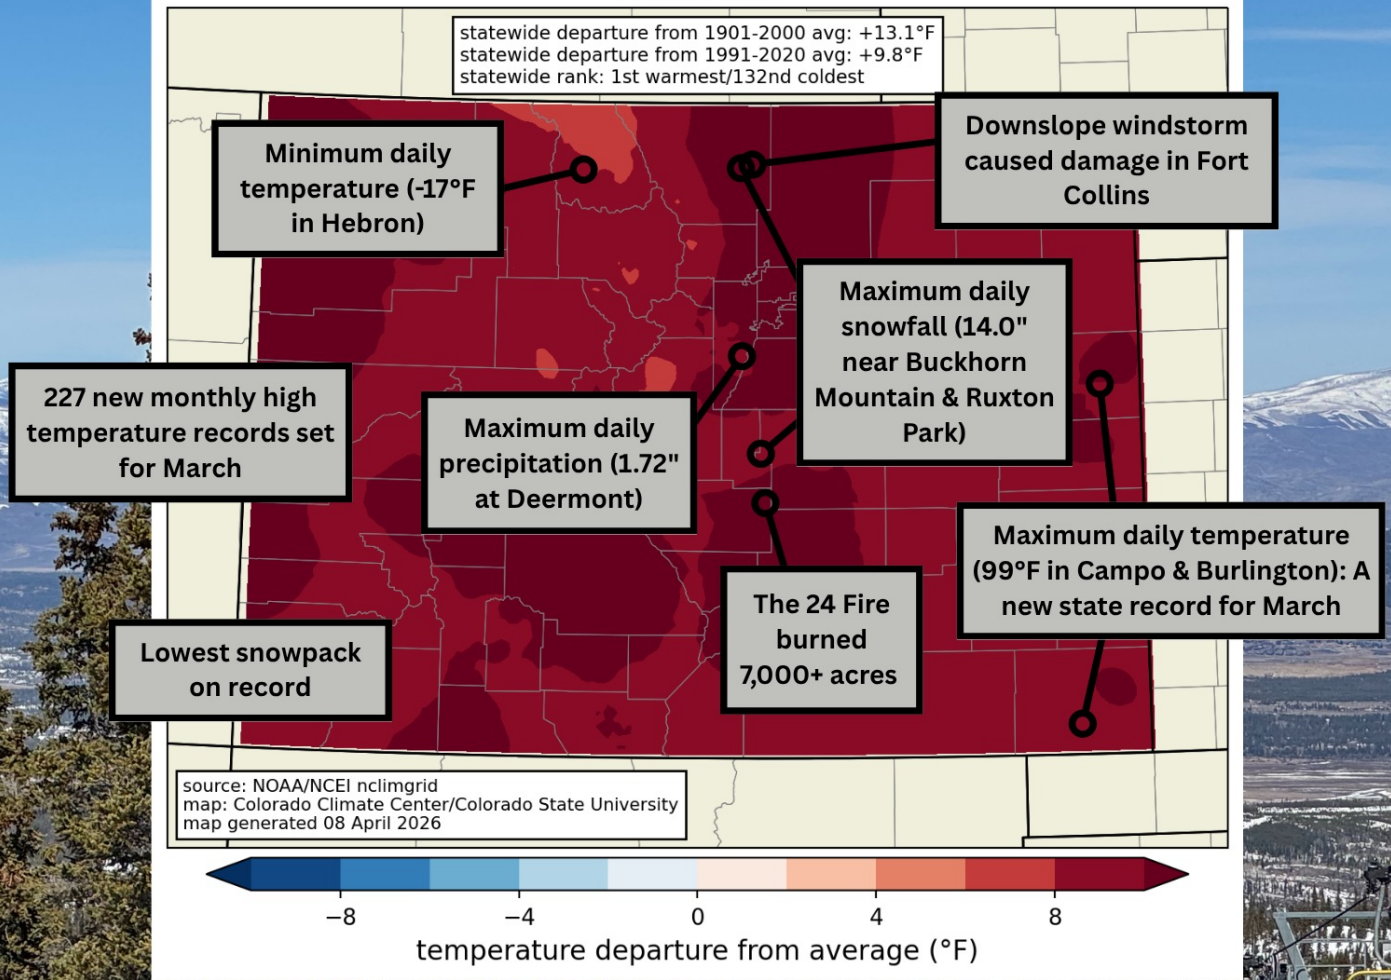 statewide departure from 1901-2000 avg: +13.1°F
statewide departure from 1991-2020 avg: +9.8°F
statewide rank: 1st warmest/132nd coldest
Minimum daily
temperature (-17°F
in Hebron)
Downslope windstorm
caused damage in Fort
Collins
Maximum daily
snowfall (14.0"
near Buckhorn
Mountain & Ruxton
Park)
227 new monthly high
temperature records set
for March
Maximum daily
precipitation (1.72"
at Deermont)
Maximum daily temperature
(99°F in Campo & Burlington): A
new state record for March
The 24 Fire
burned
7,000+ acres
Lowest snowpack
on record
source: NOAA/NCEI nclimgrid
map: Colorado Climate Center/Colorado State University
map generated 08 April 2026
−8 −4 0 4 8
temperature departure from average (°F)